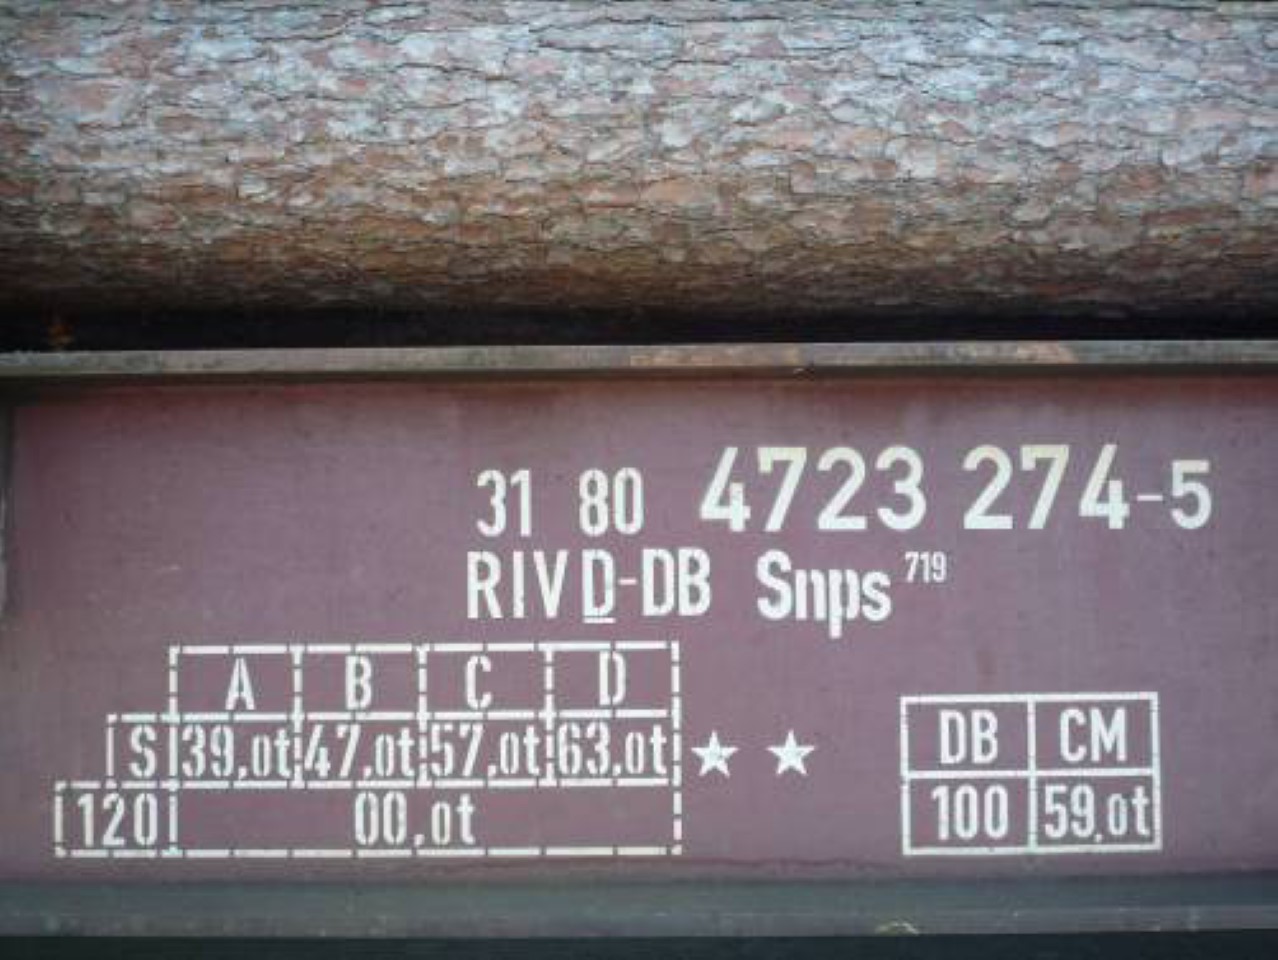 31 80 4723 274-5
RIV D-DB Snps 719
A B C D
S 39,0t 47,0t 57,0t 63,0t ★ ★
120 00,0t
DB CM
100 59,0t